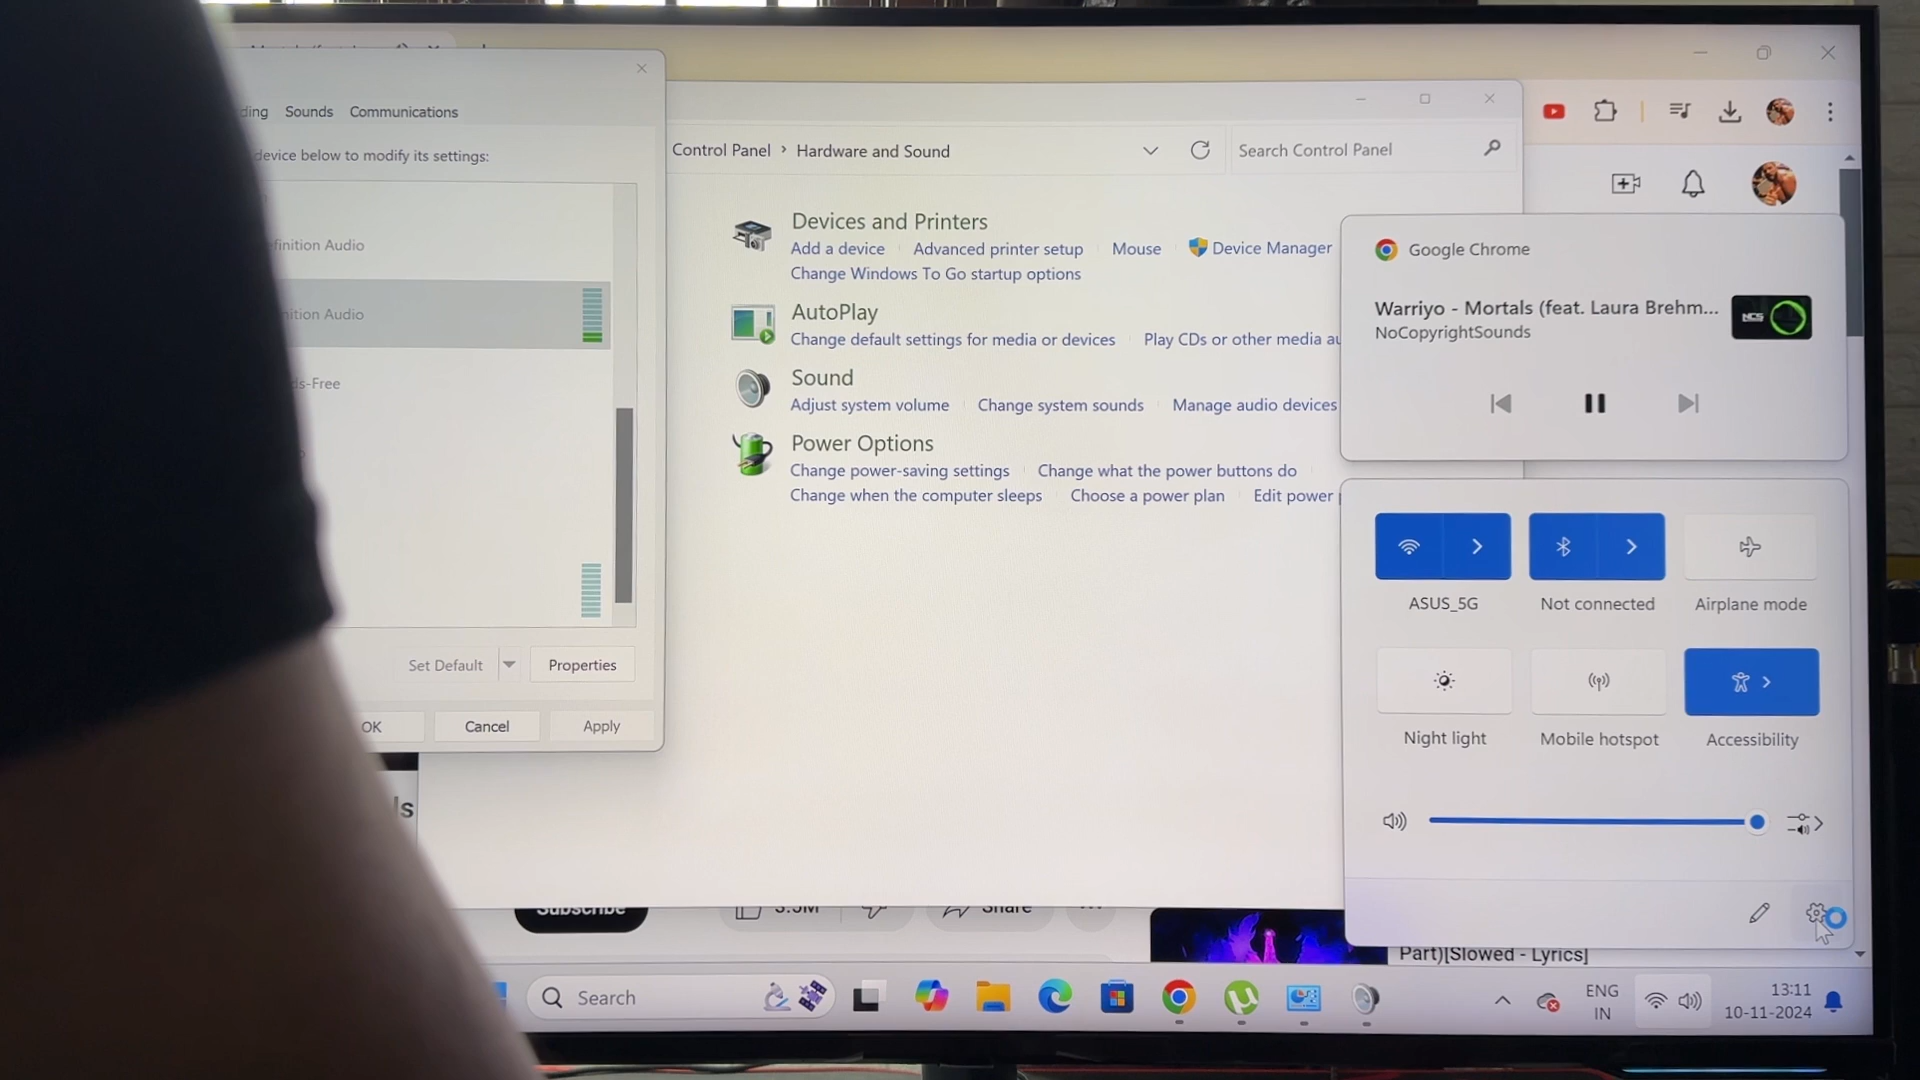 Sounds Communications
device below to modify its settings:
Audio
Audio
Set Default
Properties
OK
Cancel
Apply
Control Panel > Hardware and Sound
Search Control Panel
Devices and Printers
Add a device
Advanced printer setup
Mouse
Device Manager
Change Windows To Go startup options
AutoPlay
Change default settings for media or devices
Play CDs or other media
Sound
Adjust system volume
Change system sounds
Manage audio devices
Power Options
Change power-saving settings
Change what the power buttons do
Change when the computer sleeps
Choose a power plan
Edit power
Google Chrome
Warriyo - Mortals (feat. Laura Brehm...
NoCopyrightSounds
NCS
ASUS_5G
Not connected
Airplane mode
Night light
Mobile hotspot
Accessibility
Subscribe
Share
Part)[Slowed - Lyrics]
Search
ENG
IN
13:11
10-11-2024